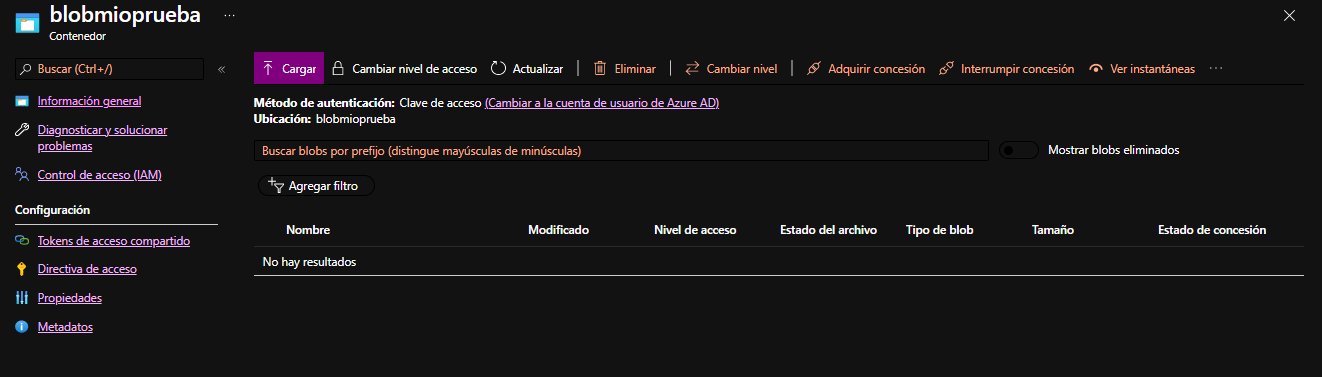 blobmioprueba ...
Contenedor
Buscar (Ctrl+/) «
Cargar Cambiar nivel de acceso Actualizar Eliminar Cambiar nivel Adquirir concesión Interrumpir concesión Ver instantáneas ...
Información general
Diagnosticar y solucionar
problemas
Control de acceso (IAM)
Configuración
Tokens de acceso compartido
Directiva de acceso
Propiedades
Metadatos
Método de autenticación: Clave de acceso (Cambiar a la cuenta de usuario de Azure AD)
Ubicación: blobmioprueba
Buscar blobs por prefijo (distingue mayúsculas de minúsculas) Mostrar blobs eliminados
Agregar filtro
Nombre Modificado Nivel de acceso Estado del archivo Tipo de blob Tamaño Estado de concesión
No hay resultados